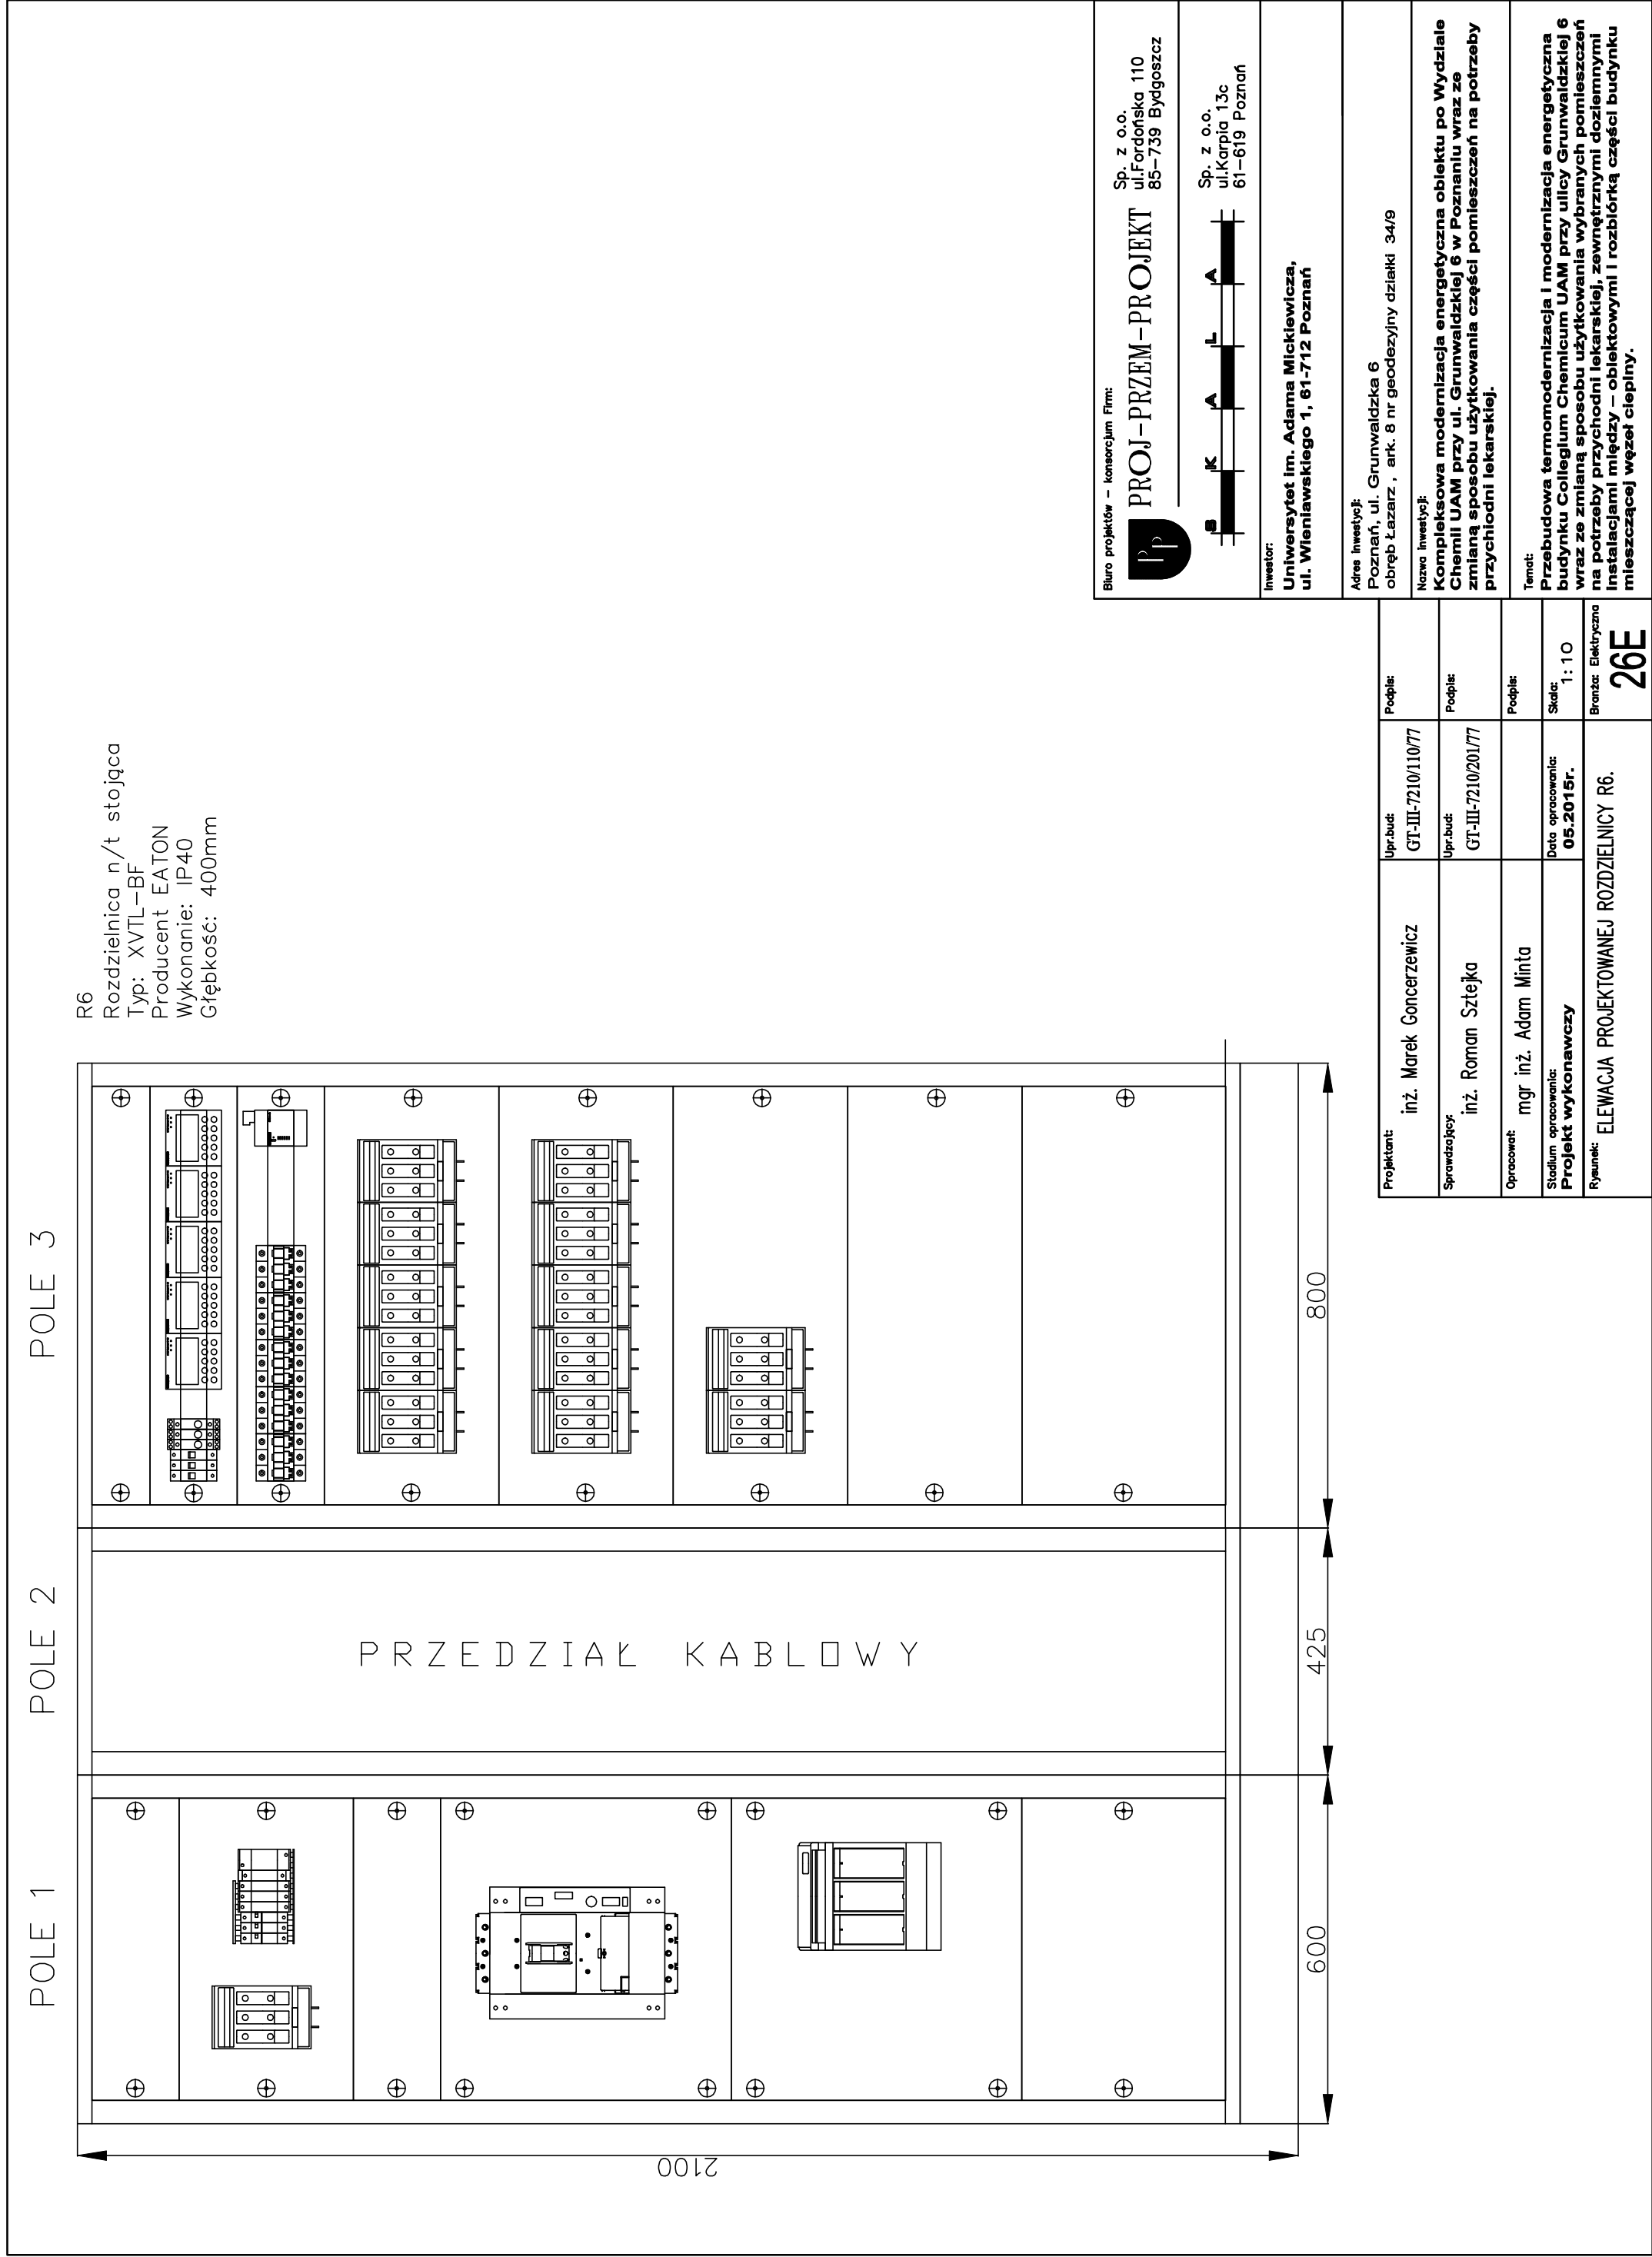 POLE 1
POLE 2
POLE 3
R6
Rozdzielnica n/t stojąca
Typ: XVTL-BF
Producent EATON
Wykonanie: IP40
Głębkość: 400mm
PRZEDZIAŁ KABLOWY
2100
600
425
800
Biuro projektów – konsorcjum Firm:
PP
PROJ-PRZEM-PROJEKT
Sp. z o.o.
ul.Fordońska 110
85-739 Bydgoszcz
S K A L A
Sp. z o.o.
ul.Karpia 13c
61-619 Poznań
Inwestor:
Uniwersytet im. Adama Mickiewicza,
ul. Wieniawskiego 1, 61-712 Poznań
Adres inwestycji:
Poznań, ul. Grunwaldzka 6
obręb Łazarz , ark. 8 nr geodezyjny działki 34/9
Nazwa inwestycji:
Kompleksowa modernizacja energetyczna obiektu po Wydziale
Chemii UAM przy ul. Grunwaldzkiej 6 w Poznaniu wraz ze
zmianą sposobu użytkowania części pomieszczeń na potrzeby
przychiodni lekarskiej.
Temat:
Przebudowa termomodernizacja i modernizacja energetyczna
budynku Collegium Chemicum UAM przy ulicy Grunwaldzkiej 6
wraz ze zmianą sposobu użytkowania wybranych pomieszczeń
na potrzeby przychodni lekarskiej, zewnętrznymi doziemnymi
instalacjami między – obiektowymi i rozbiórką części budynku
mieszczącej węzeł cieplny.
Projektant:
inż. Marek Goncerzewicz
Upr.bud:
GT-III-7210/110/77
Podpis:
Sprawdzający:
inż. Roman Sztejka
Upr.bud:
GT-III-7210/201/77
Podpis:
Opracował:
mgr inż. Adam Minta
Podpis:
Stadium opracowania:
Projekt wykonawczy
Data opracowania:
05.2015r.
Skala:
1:10
Rysunek:
ELEWACJA PROJEKTOWANEJ ROZDZIELNICY R6.
Branża: Elektryczna
26E